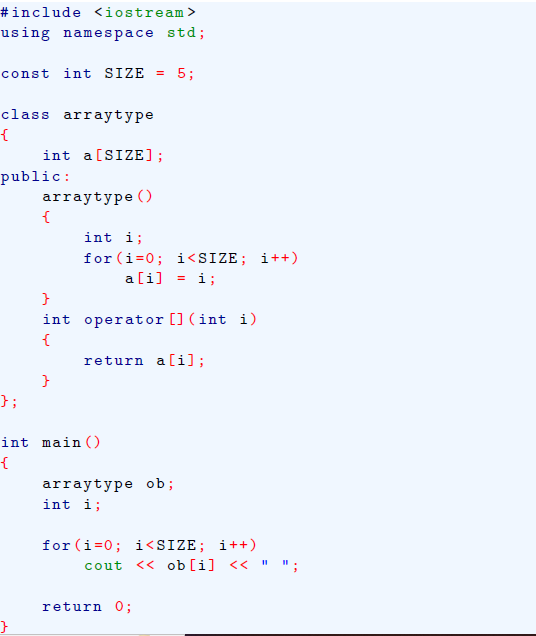 #include <iostream>
using namespace std;

const int SIZE = 5;

class arraytype
{
    int a[SIZE];
public:
    arraytype()
    {
        int i;
        for(i=0; i<SIZE; i++)
            a[i] = i;
    }
    int operator[](int i)
    {
        return a[i];
    }
};

int main()
{
    arraytype ob;
    int i;

    for(i=0; i<SIZE; i++)
        cout << ob[i] << " ";

    return 0;
}